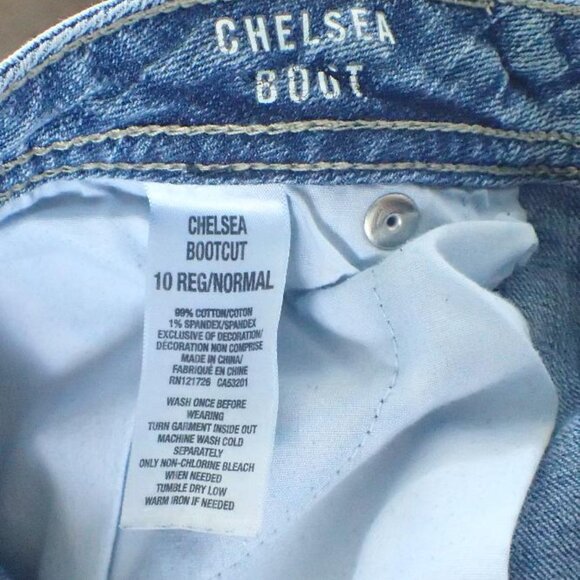 CHELSEA
BOOT
CHELSEA
BOOTCUT
10 REG/NORMAL
99% COTTON/COTON
1% SPANDEX/SPANDEX
EXCLUSIVE OF DECORATION/
DÉCORATION NON COMPRISE
MADE IN CHINA/
FABRIQUÉ EN CHINE
RN121726 CA53201
WASH ONCE BEFORE
WEARING
TURN GARMENT INSIDE OUT
MACHINE WASH COLD
SEPARATELY
ONLY NON-CHLORINE BLEACH
WHEN NEEDED
TUMBLE DRY LOW
WARM IRON IF NEEDED